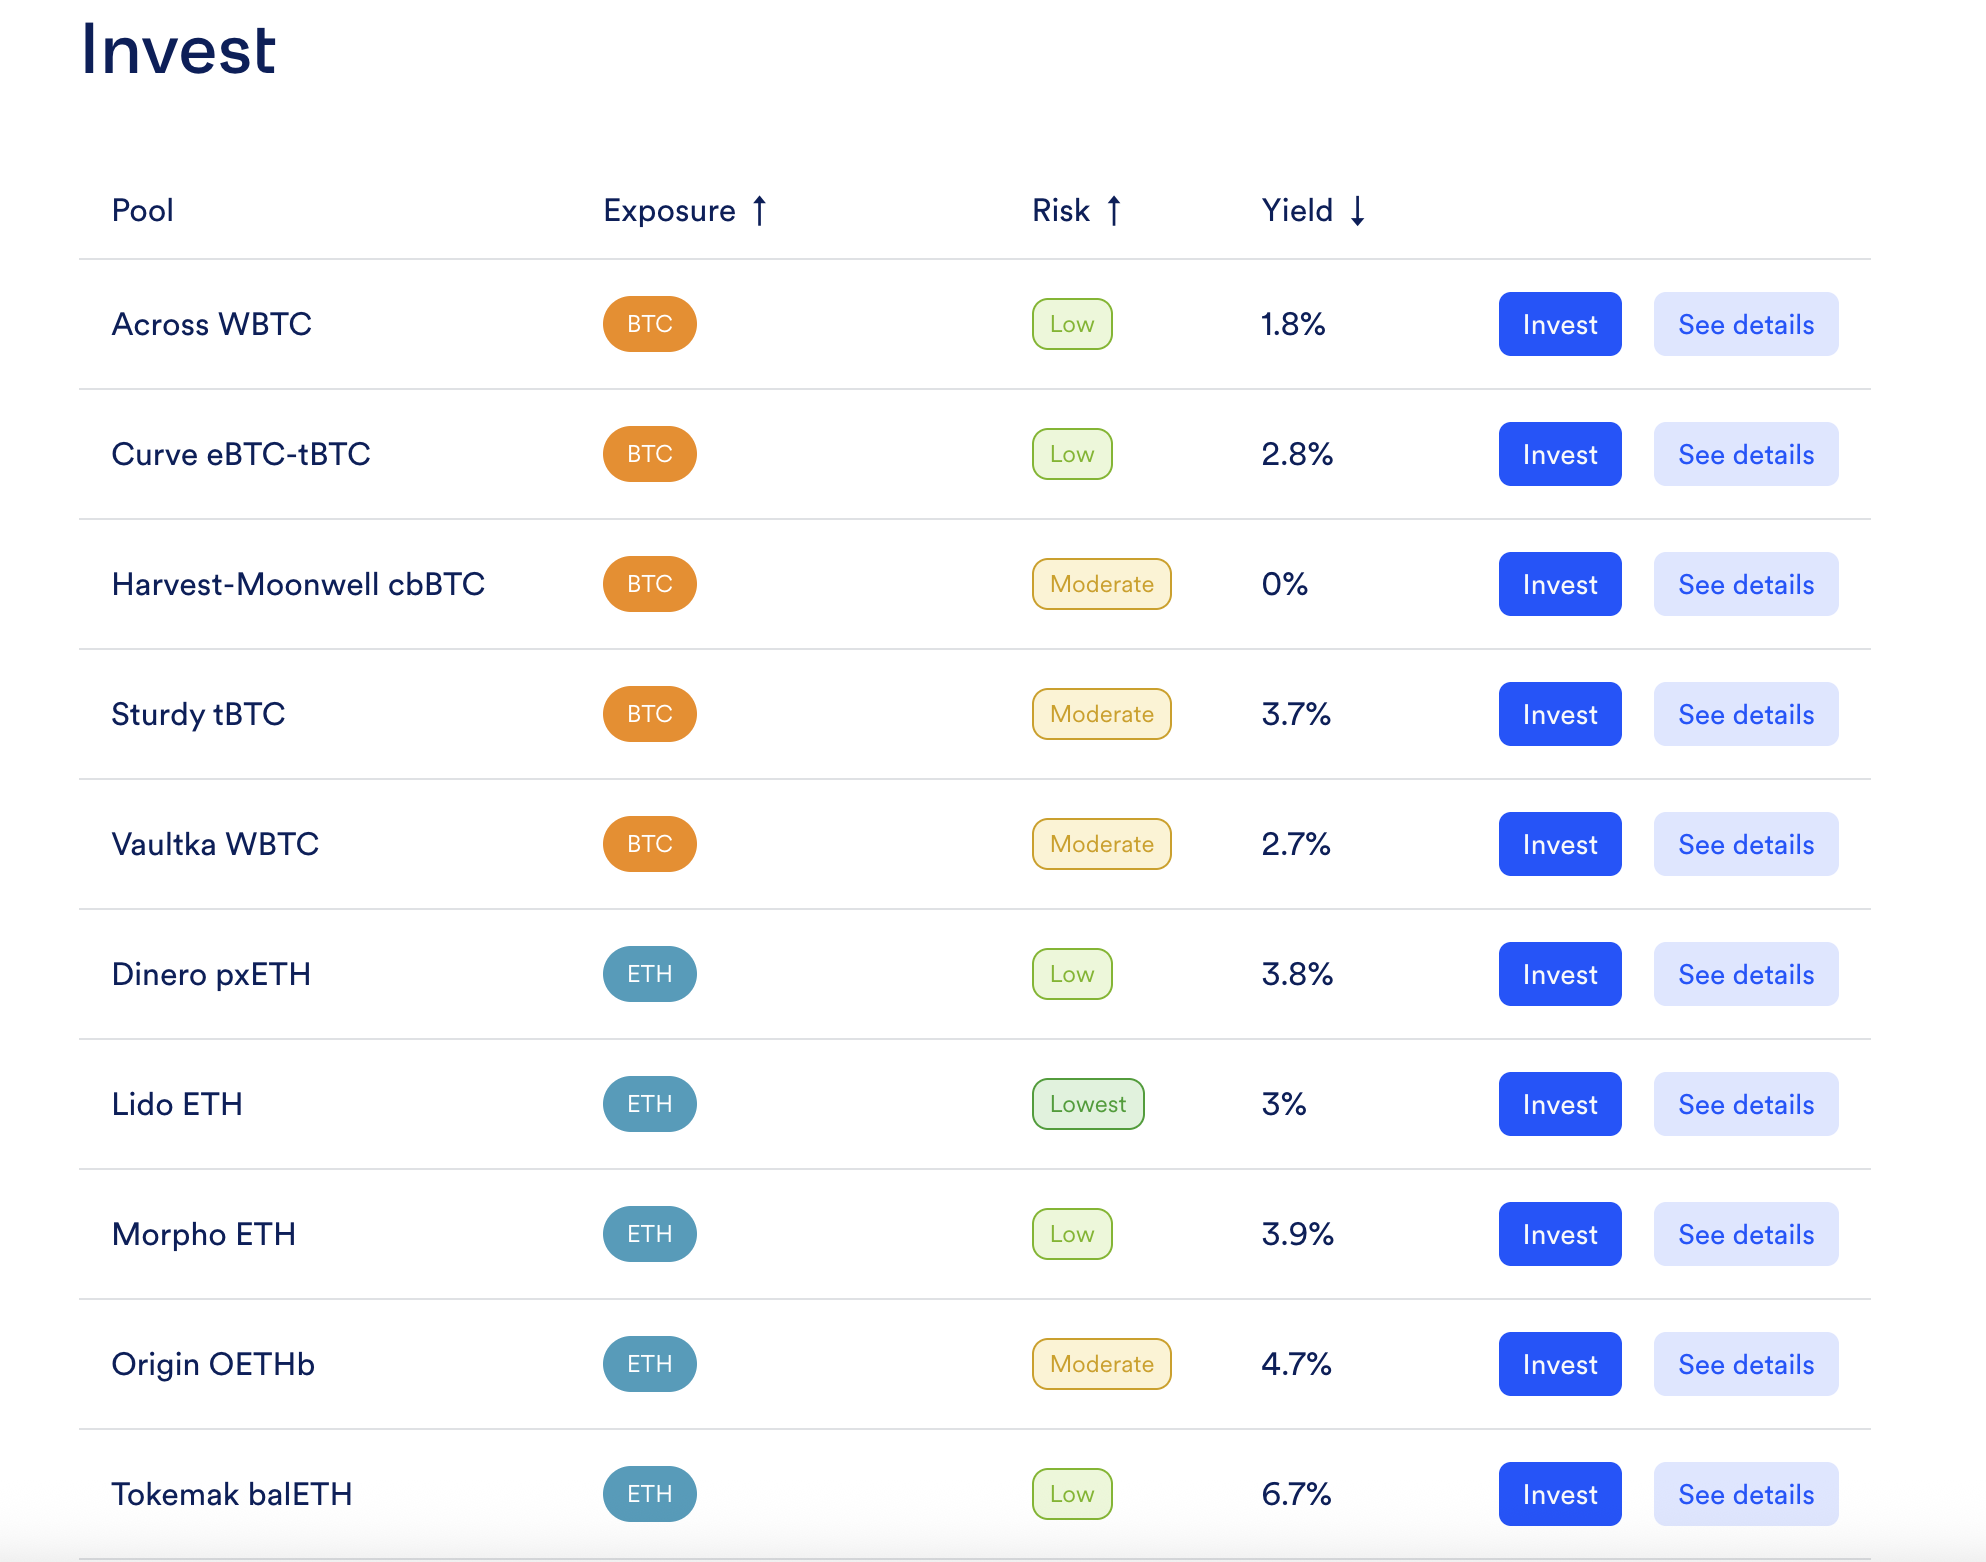 Invest
Pool Exposure ↑ Risk ↑ Yield ↓
Across WBTC BTC Low 1.8% Invest See details
Curve eBTC-tBTC BTC Low 2.8% Invest See details
Harvest-Moonwell cbBTC BTC Moderate 0% Invest See details
Sturdy tBTC BTC Moderate 3.7% Invest See details
Vaultka WBTC BTC Moderate 2.7% Invest See details
Dinero pxETH ETH Low 3.8% Invest See details
Lido ETH ETH Lowest 3% Invest See details
Morpho ETH ETH Low 3.9% Invest See details
Origin OETHb ETH Moderate 4.7% Invest See details
Tokemak balETH ETH Low 6.7% Invest See details